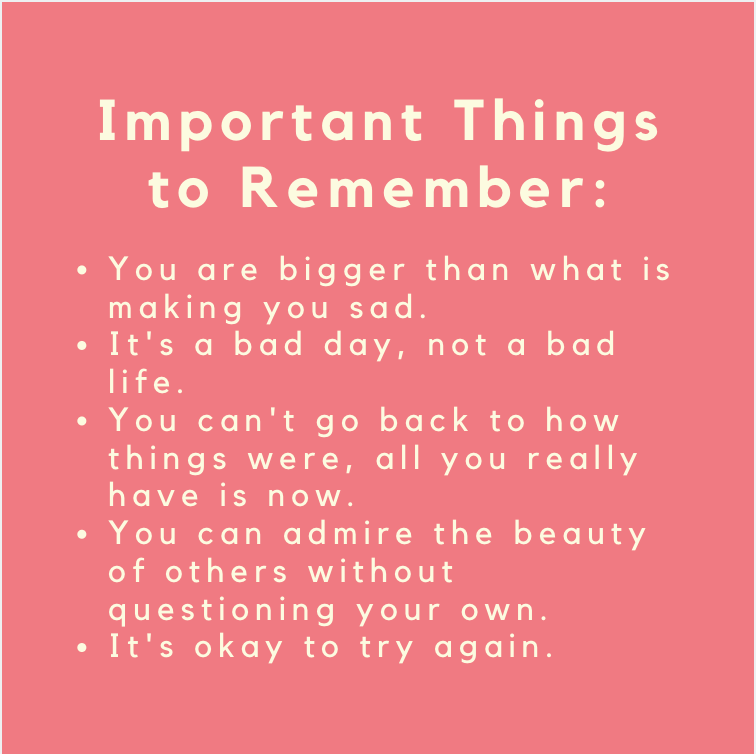 Important Things
to Remember:
• You are bigger than what is
making you sad.
• It's a bad day, not a bad
life.
• You can't go back to how
things were, all you really
have is now.
• You can admire the beauty
of others without
questioning your own.
• It's okay to try again.